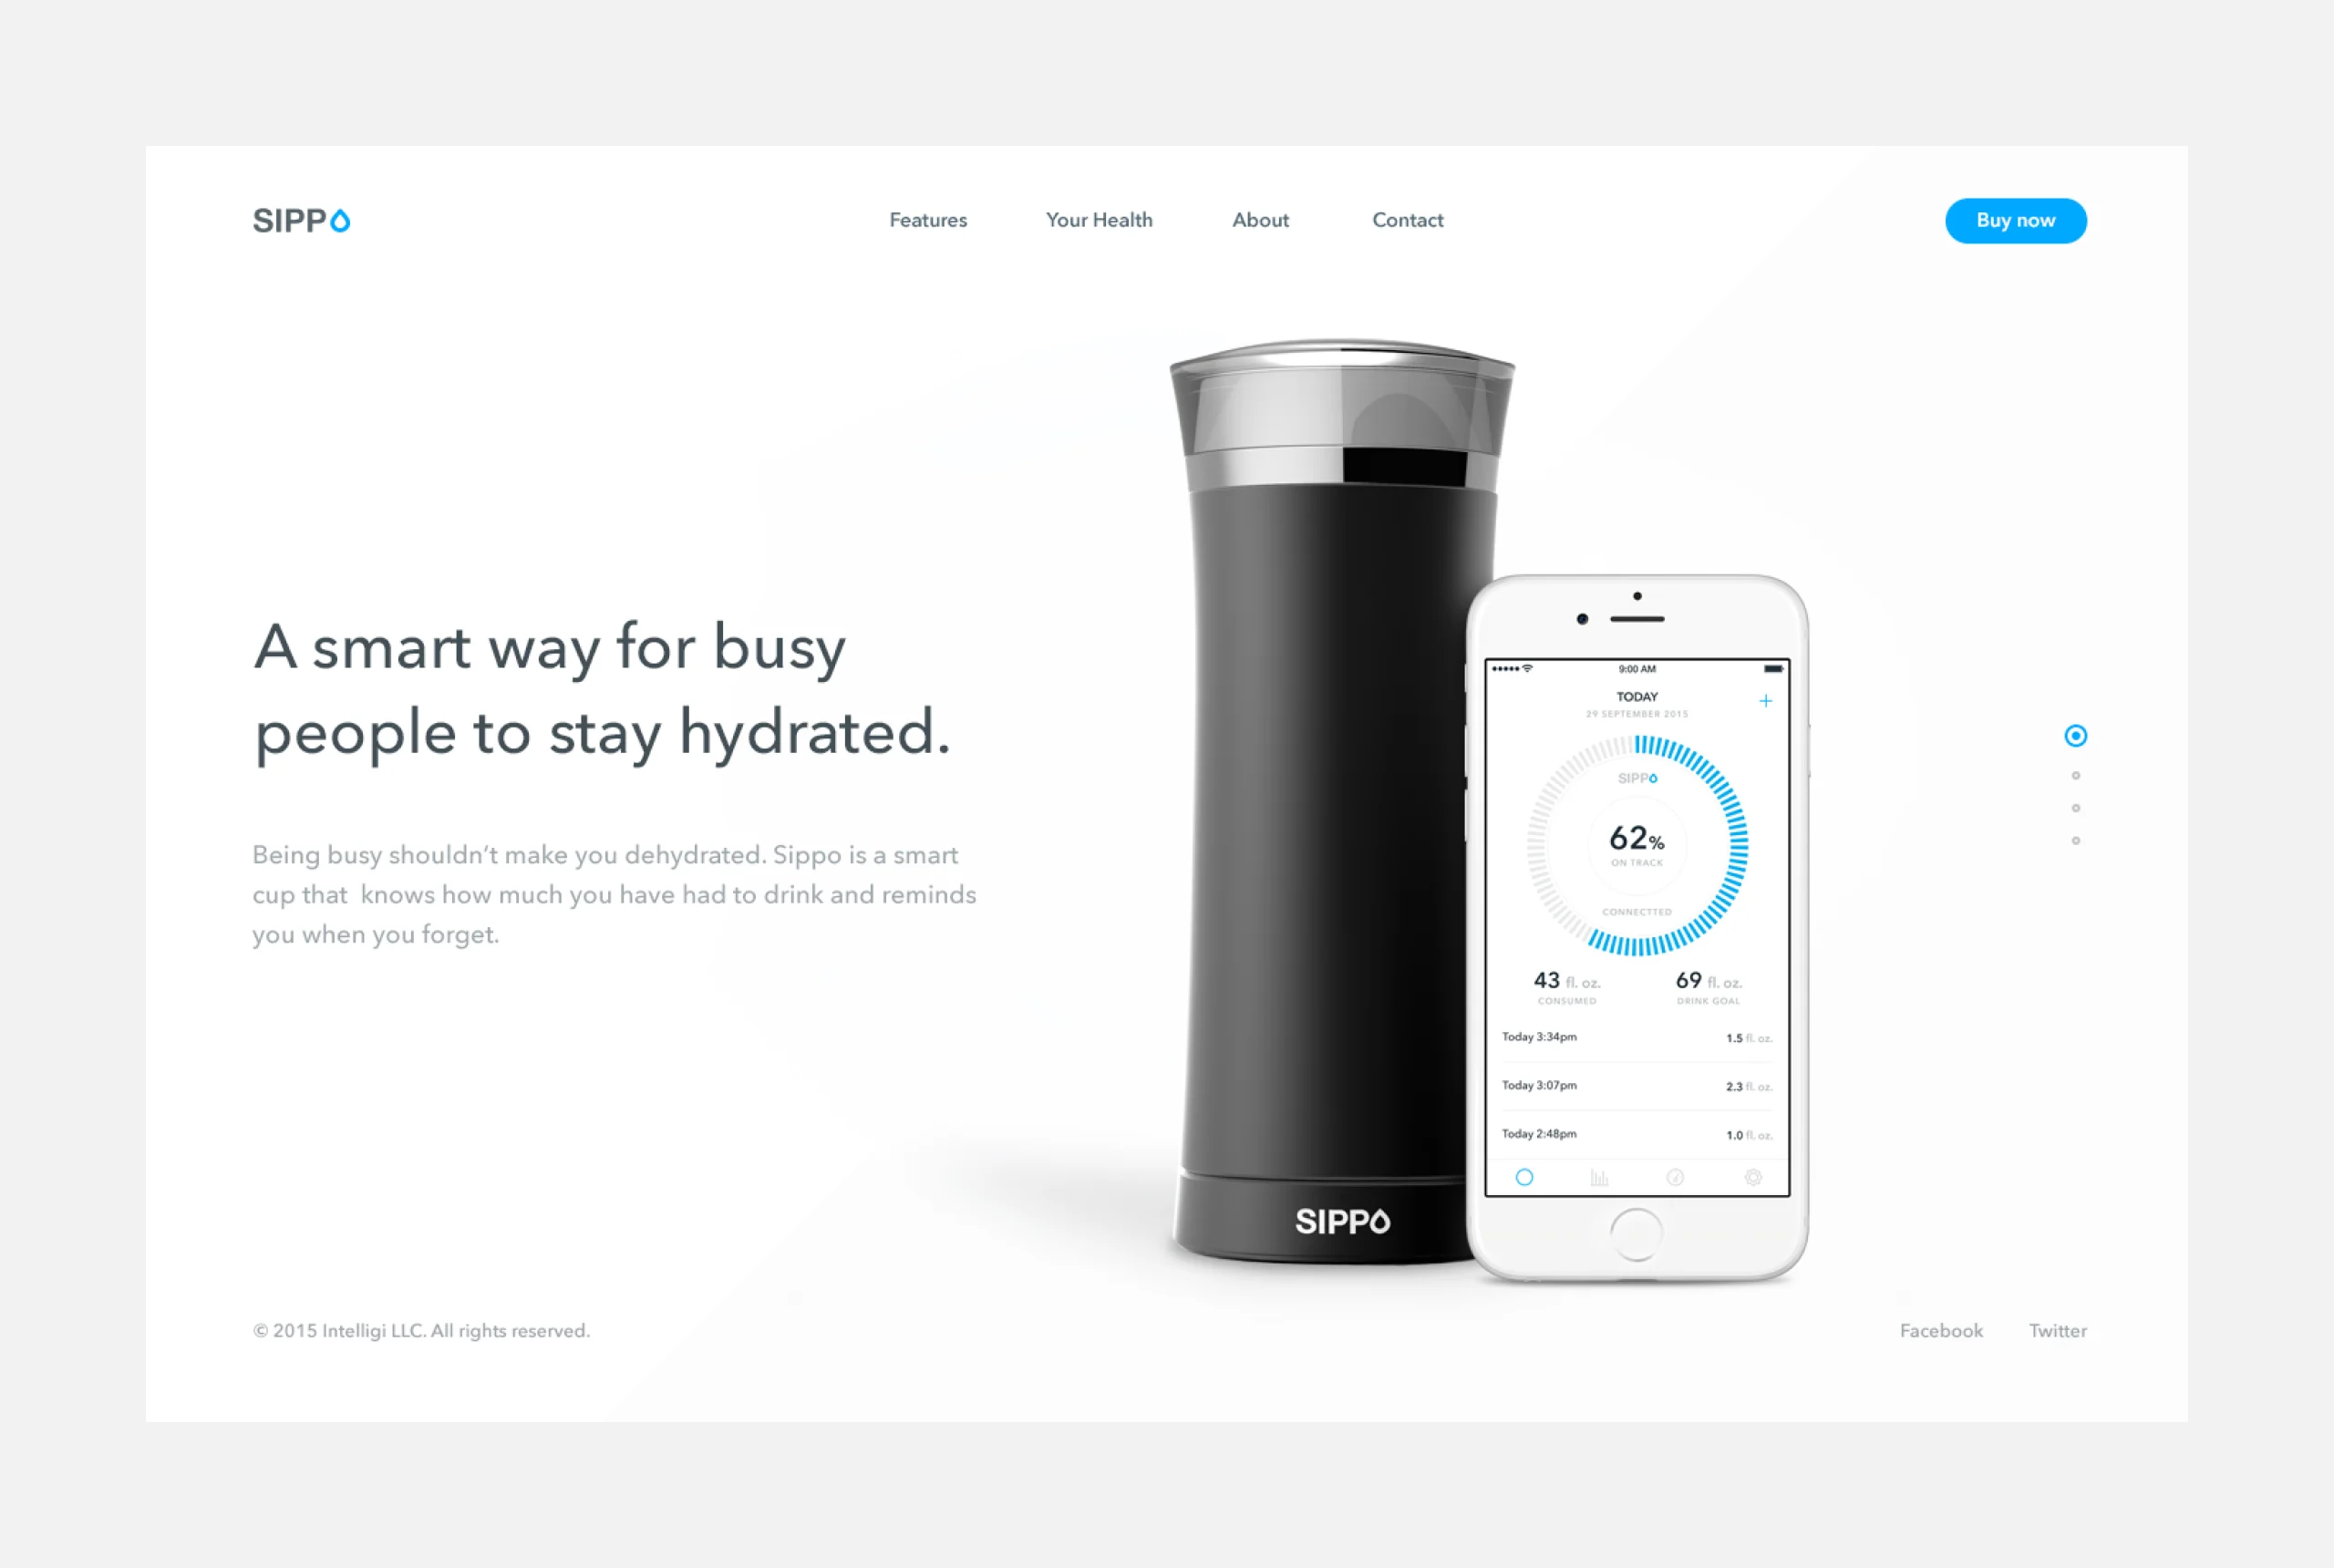 SIPP
Features
Your Health
About
Contact
Buy now
A smart way for busy
people to stay hydrated.
Being busy shouldn't make you dehydrated. Sippo is a smart
cup that  knows how much you have had to drink and reminds
you when you forget.
SIPP
9:00 AM
TODAY
+
29 SEPTEMBER 2015
SIPP
62%
ON TRACK
CONNECTTED
43 fl. oz.
CONSUMED
69 fl. oz.
DRINK GOAL
Today 3:34pm
1.5 fl. oz.
Today 3:07pm
2.3 fl. oz.
Today 2:48pm
1.0 fl. oz.
© 2015 Intelligi LLC. All rights reserved.
Facebook
Twitter